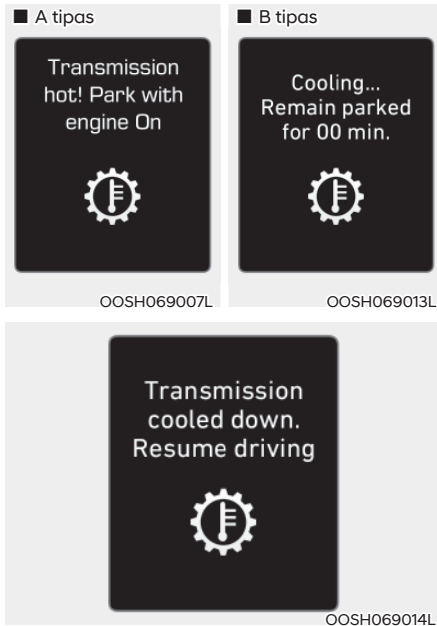 ■ A tipas
Transmission
hot! Park with
engine On
OOSH069007L
■ B tipas
Cooling...
Remain parked
for 00 min.
OOSH069013L
Transmission
cooled down.
Resume driving
OOSH069014L